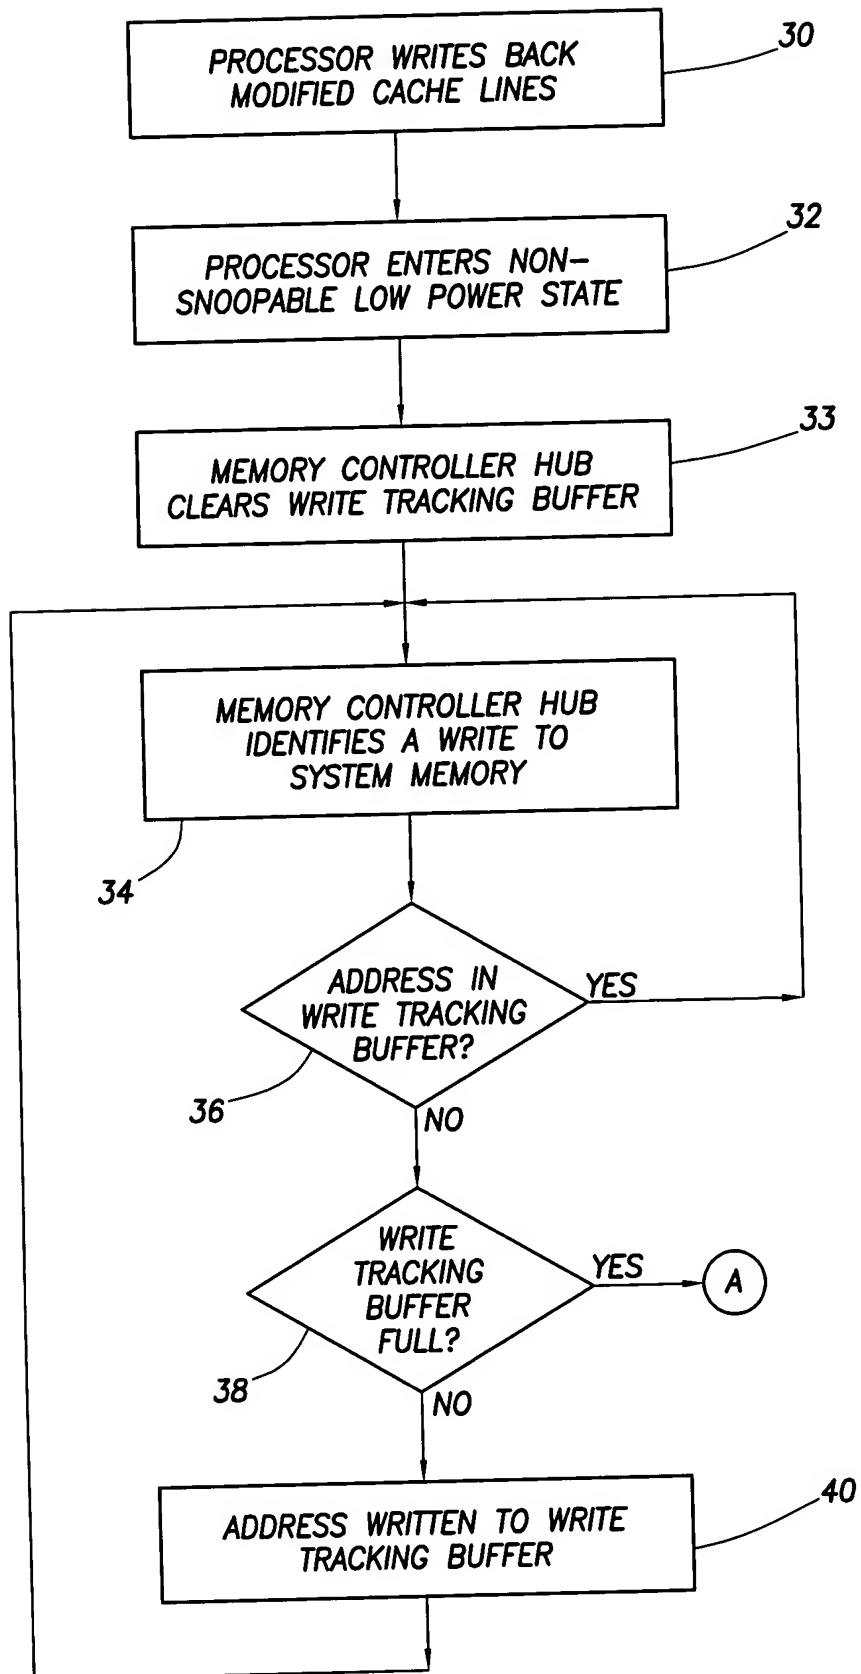 PROCESSOR WRITES BACK
MODIFIED CACHE LINES
30
32
PROCESSOR ENTERS NON-
SNOOPABLE LOW POWER STATE
33
MEMORY CONTROLLER HUB
CLEARS WRITE TRACKING BUFFER
MEMORY CONTROLLER HUB
IDENTIFIES A WRITE TO
SYSTEM MEMORY
34
ADDRESS IN
WRITE TRACKING
BUFFER?
YES
36
NO
WRITE
TRACKING
BUFFER
FULL?
YES
A
38
NO
40
ADDRESS WRITTEN TO WRITE
TRACKING BUFFER